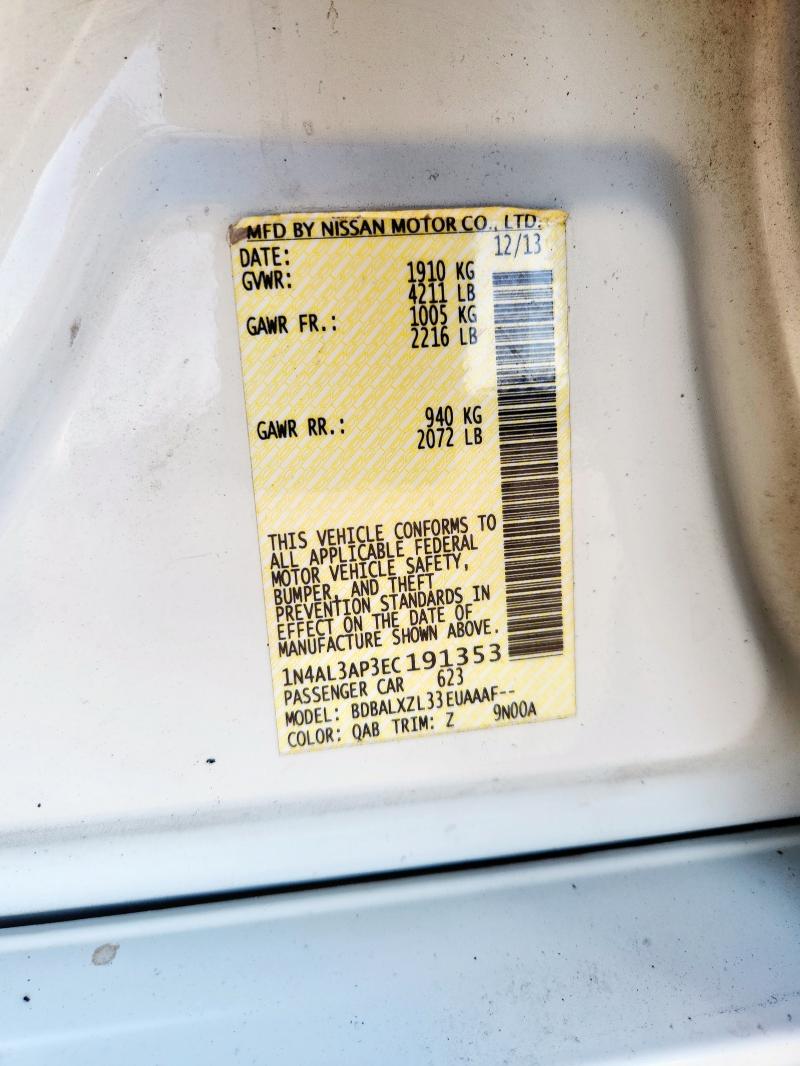 MFD BY NISSAN MOTOR CO., LTD.
DATE: 12/13
GVWR: 1910 KG
4211 LB
GAWR FR.: 1005 KG
2216 LB
GAWR RR.: 940 KG
2072 LB
THIS VEHICLE CONFORMS TO
ALL APPLICABLE FEDERAL
MOTOR VEHICLE SAFETY,
BUMPER, AND THEFT
PREVENTION STANDARDS IN
EFFECT ON THE DATE OF
MANUFACTURE SHOWN ABOVE.
1N4AL3AP3EC191353
PASSENGER CAR 623
MODEL: BDBALXZL33EUAAAF--
COLOR: QAB TRIM: Z 9N00A